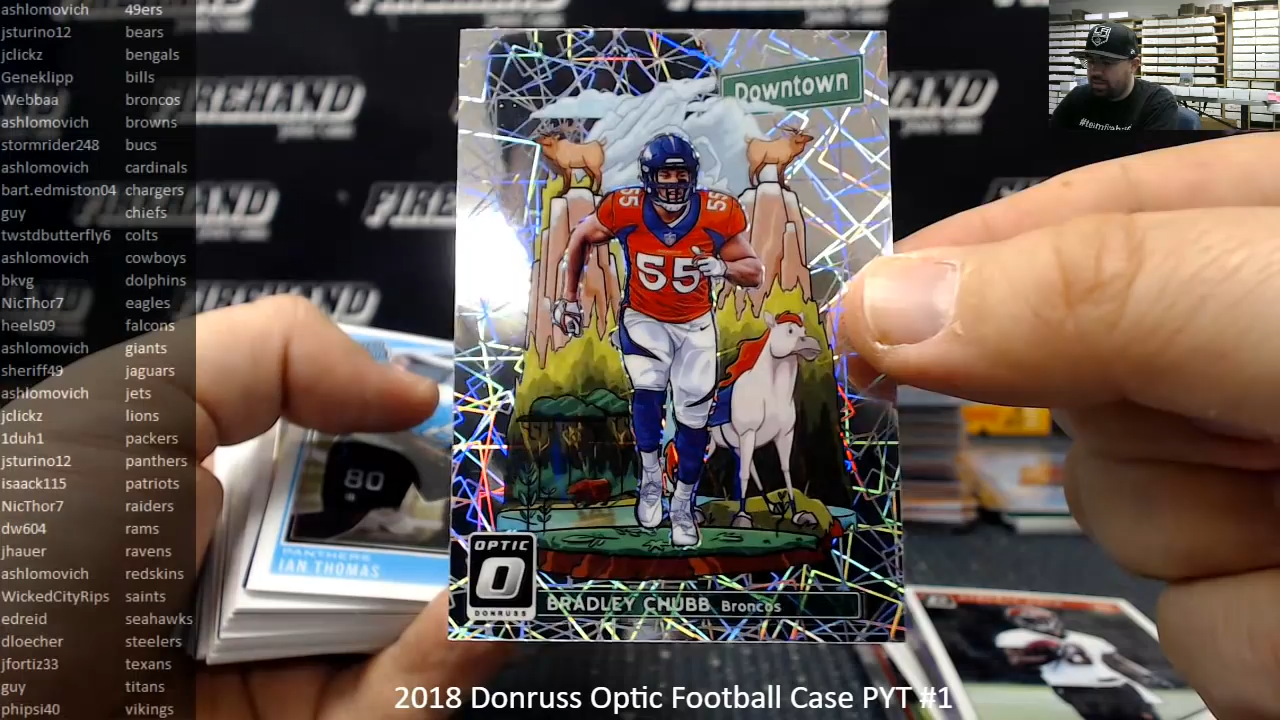 ashlomovich 49ers
jsturino12 bears
jclickz bengals
Geneklipp bills
Webbaa broncos
ashlomovich browns
stormrider248 bucs
ashlomovich cardinals
bart.edmiston04 chargers
guy chiefs
twstdbutterfly6 colts
ashlomovich cowboys
bkvg dolphins
NicThor7 eagles
heels09 falcons
ashlomovich giants
sheriff49 jaguars
ashlomovich jets
jclickz lions
1duh1 packers
jsturino12 panthers
isaack115 patriots
NicThor7 raiders
dw604 rams
jhauer ravens
ashlomovich redskins
WickedCityRips saints
edreid seahawks
dloecher steelers
jfortiz33 texans
guy titans
phipsi40 vikings
FIREHAND
Downtown
55
55
55
OPTIC
O
DONRUSS
BRADLEY CHUBB Broncos
80
PANTHERS
IAN THOMAS
2018 Donruss Optic Football Case PYT #1